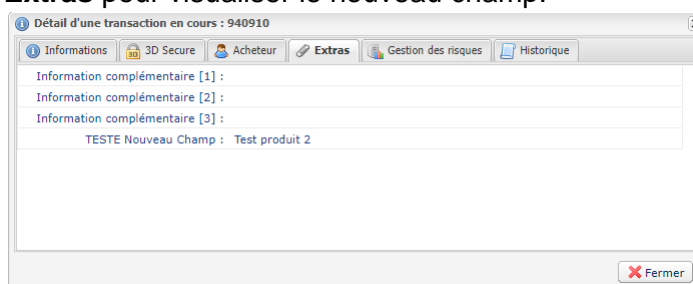 Extras pour visualiser le nouveau champ.
Détail d'une transaction en cours : 940910
Informations 3D Secure Acheteur Extras Gestion des risques Historique
Information complémentaire [1] :
Information complémentaire [2] :
Information complémentaire [3] :
TESTE Nouveau Champ : Test produit 2
Fermer